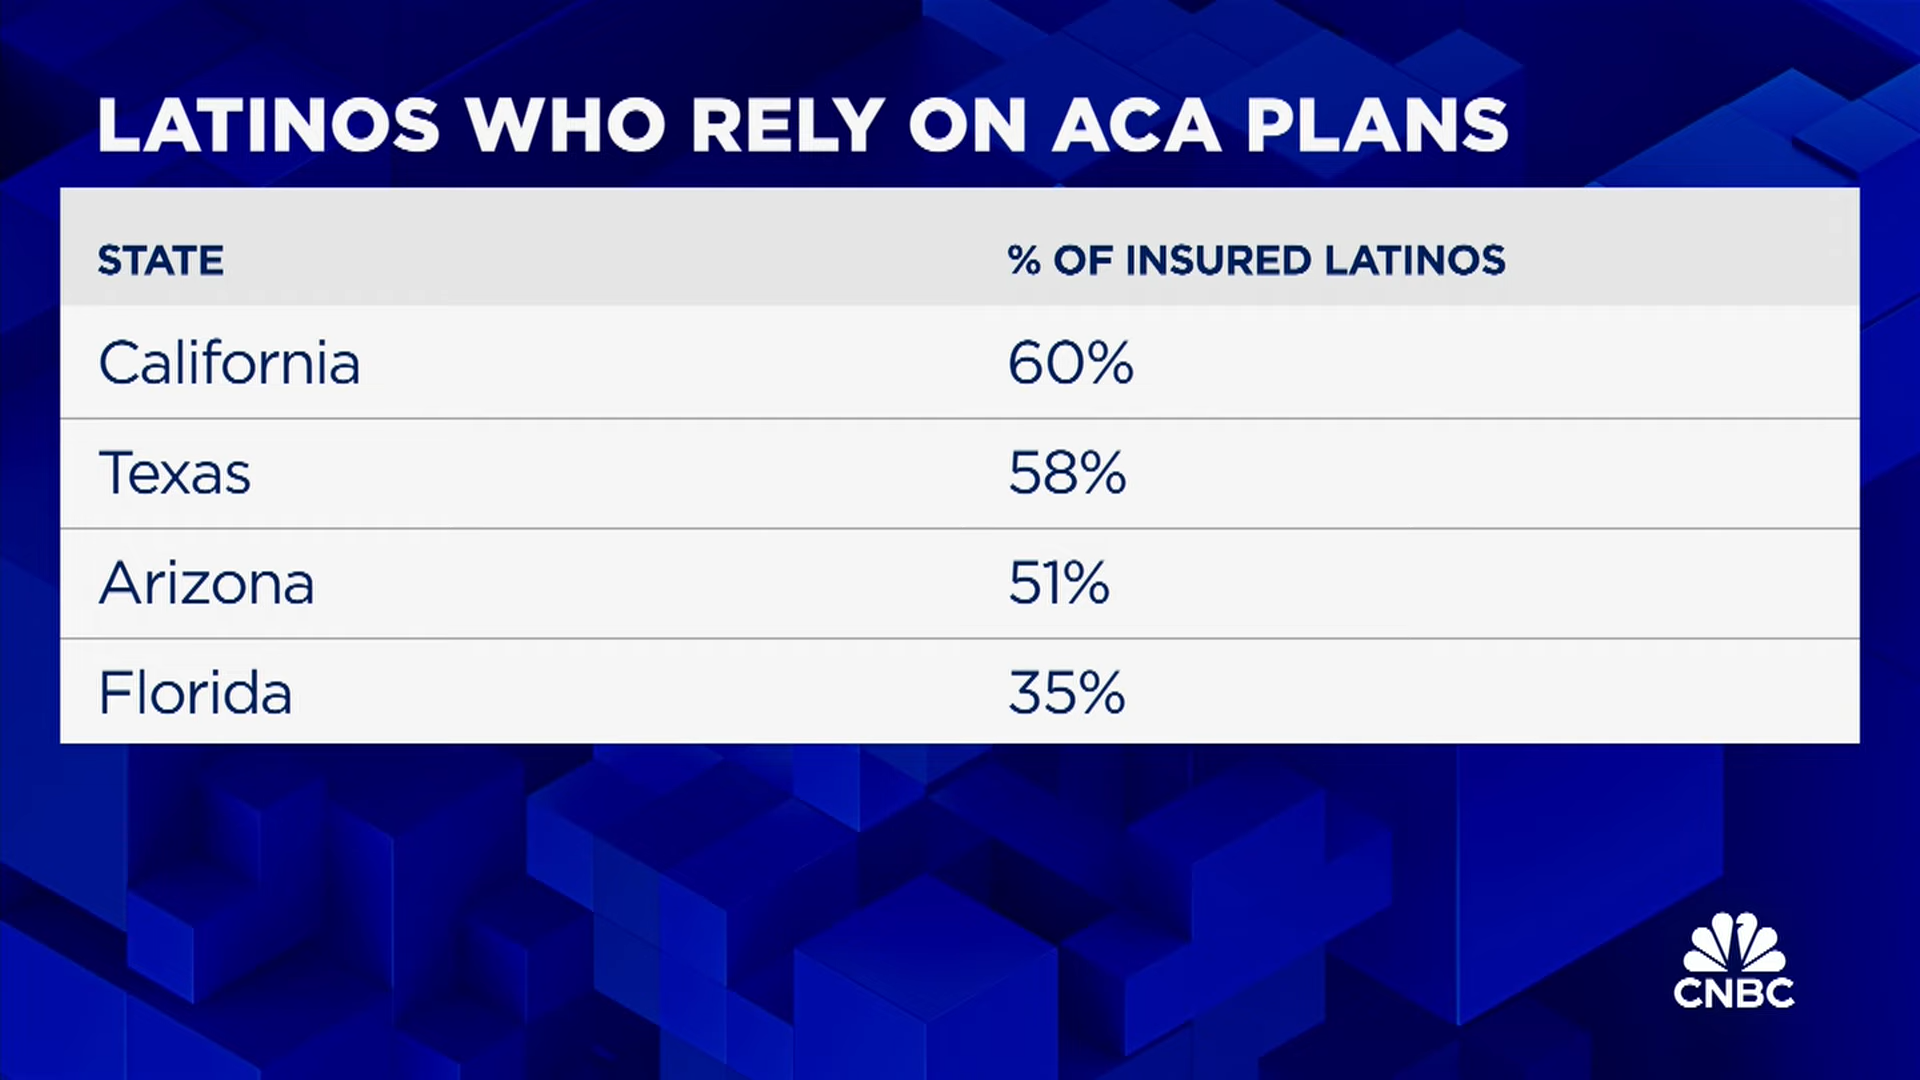 LATINOS WHO RELY ON ACA PLANS
STATE % OF INSURED LATINOS
California 60%
Texas 58%
Arizona 51%
Florida 35%
CNBC